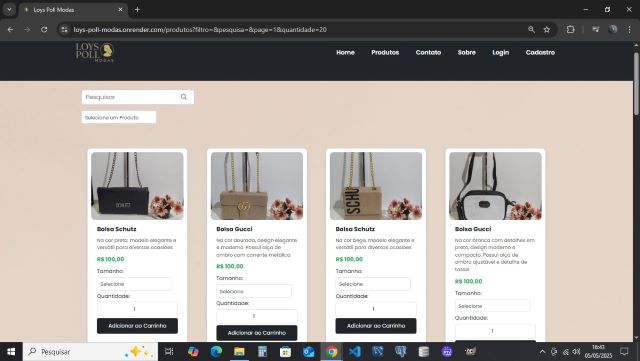 Loys Poll Modas
loys-poll-modas.onrender.com/produtos?filtro=&pesquisa=&page=1&quantidade=20
LOYS
POLL
MODAS
Home Produtos Contato Sobre Login Cadastro
Pesquisar
Selecione um Produto
SCHUTZ
SCHU
Bolsa Schutz
Na cor preta, modelo elegante e
versátil para diversas ocasiões
R$ 100,00
Tamanho:
Selecione
Quantidade:
1
Adicionar ao Carrinho
Bolsa Gucci
Na cor dourada, design elegante
e moderno. Possui alça de
ombro com corrente metálica
R$ 100,00
Tamanho:
Selecione
Quantidade:
1
Adicionar ao Carrinho
Bolsa Schutz
Na cor bege, modelo elegante e
versátil para diversas ocasiões
R$ 100,00
Tamanho:
Selecione
Quantidade:
1
Adicionar ao Carrinho
Bolsa Gucci
Na cor branca com detalhes em
preto, design moderno e
compacto. Possui alça de
ombro ajustável e detalhe de
tassel
R$ 100,00
Tamanho:
Selecione
Quantidade:
1
Pesquisar
16:43
05/05/2025